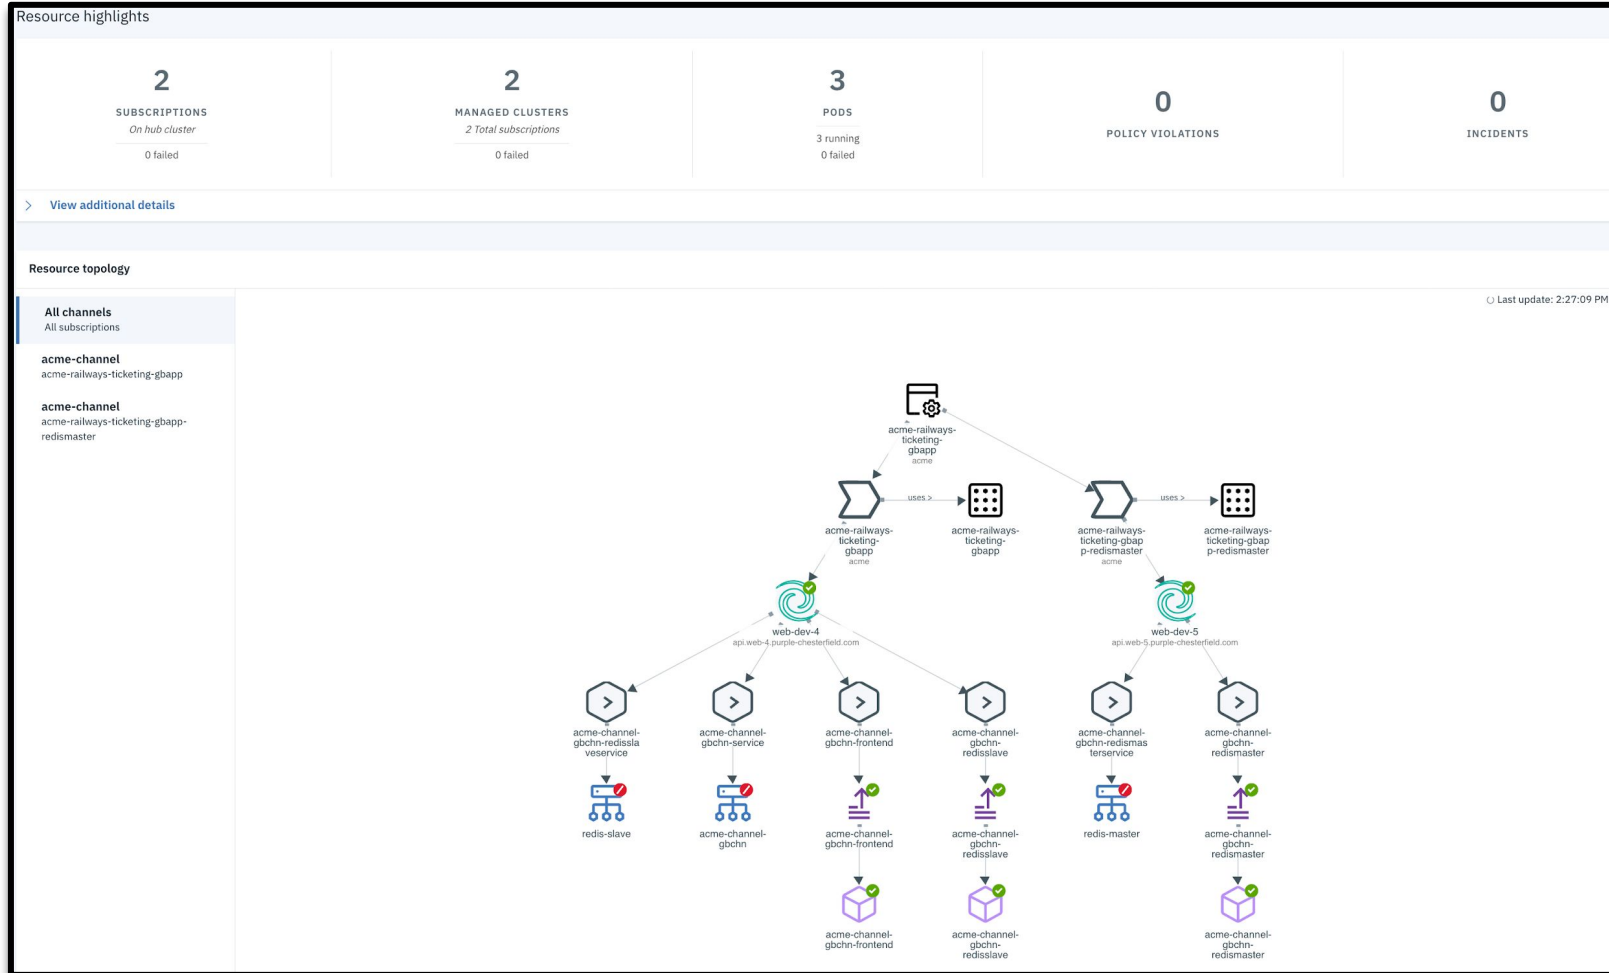 Resource highlights
2
SUBSCRIPTIONS
On hub cluster
0 failed
2
MANAGED CLUSTERS
2 Total subscriptions
0 failed
3
PODS
3 running
0 failed
0
POLICY VIOLATIONS
0
INCIDENTS
View additional details
Resource topology
All channels
All subscriptions
acme-channel
acme-railways-ticketing-gbapp
acme-channel
acme-railways-ticketing-gbapp-
redismaster
Last update: 2:27:09 PM
acme-railways-
ticketing-
gbapp
acme
acme-railways-
ticketing-
gbapp
acme
uses >
acme-railways-
ticketing-
gbapp
acme-railways-
ticketing-gbap
p-redismaster
acme
uses >
acme-railways-
ticketing-gbap
p-redismaster
web-dev-4
api.web-4.purple-chesterfield.com
web-dev-5
api.web-5.purple-chesterfield.com
acme-channel-
gbchn-redissla
veservice
acme-channel-
gbchn-service
acme-channel-
gbchn-frontend
acme-channel-
gbchn-
redisslave
acme-channel-
gbchn-redismas
terservice
acme-channel-
gbchn-
redismaster
redis-slave
acme-channel-
gbchn
acme-channel-
gbchn-frontend
acme-channel-
gbchn-
redisslave
redis-master
acme-channel-
gbchn-
redismaster
acme-channel-
gbchn-frontend
acme-channel-
gbchn-
redisslave
acme-channel-
gbchn-
redismaster